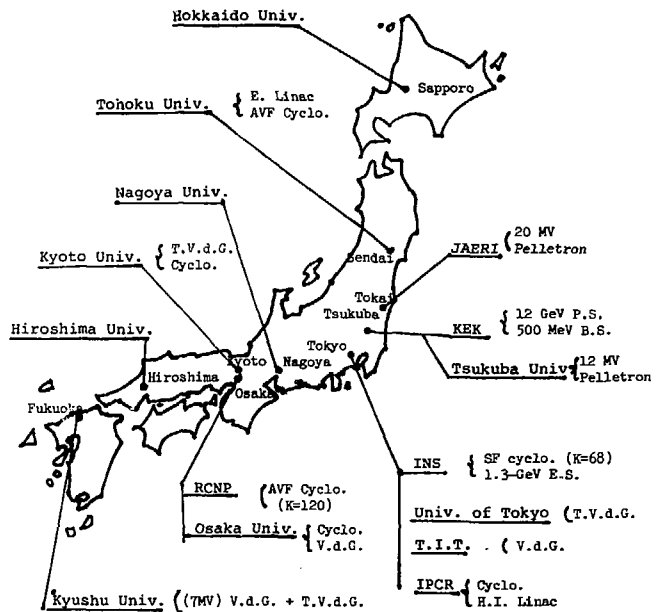 Hokkaido Univ.
Sapporo
Tohoku Univ. { E. Linac
AVF Cyclo.
Nagoya Univ.
Kyoto Univ. { T.V.d.G.
Cyclo.
Sendai
JAERI ( 20 MV
Pelletron
Tokai
Tsukuba
KEK { 12 GeV P.S.
500 MeV B.S.
Hiroshima Univ.
Tokyo
Tsukuba Univ. { 12 MV
Pelletron
Kyoto
Nagoya
Hiroshima
Osaka
Fukuoka
INS { SF cyclo. (K=68)
1.3-GeV E.S.
RCNP ( AVF Cyclo.
(K=120)
Univ. of Tokyo ( T.V.d.G.
Osaka Univ. { Cyclo.
V.d.G.
T.I.T. ( V.d.G.
IPCR { Cyclo.
H.I. Linac
Kyushu Univ. ( (7MV) V.d.G. + T.V.d.G.